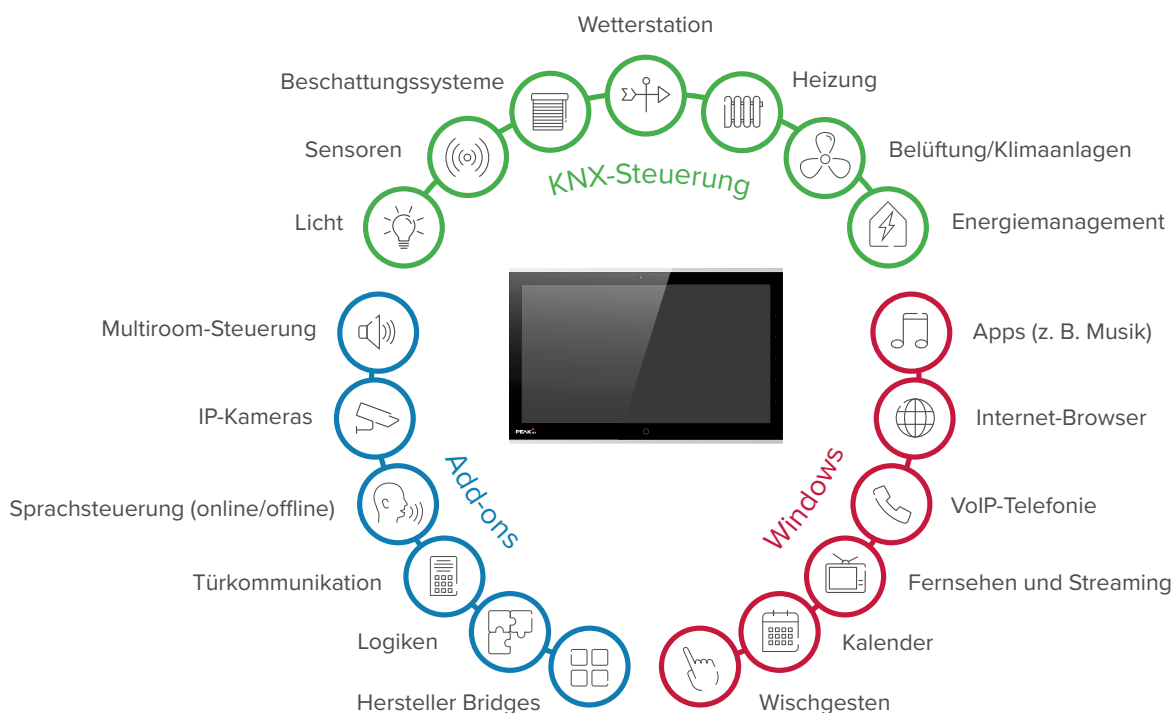 Wetterstation
Beschattungssysteme
Heizung
Sensoren
Belüftung/Klimaanlagen
KNX-Steuerung
Licht
Energiemanagement
Multiroom-Steuerung
Apps (z. B. Musik)
IP-Kameras
Internet-Browser
PEAK
Add-ons
Windows
Sprachsteuerung (online/offline)
VoIP-Telefonie
Türkommunikation
Fernsehen und Streaming
Logiken
Kalender
Hersteller Bridges
Wischgesten